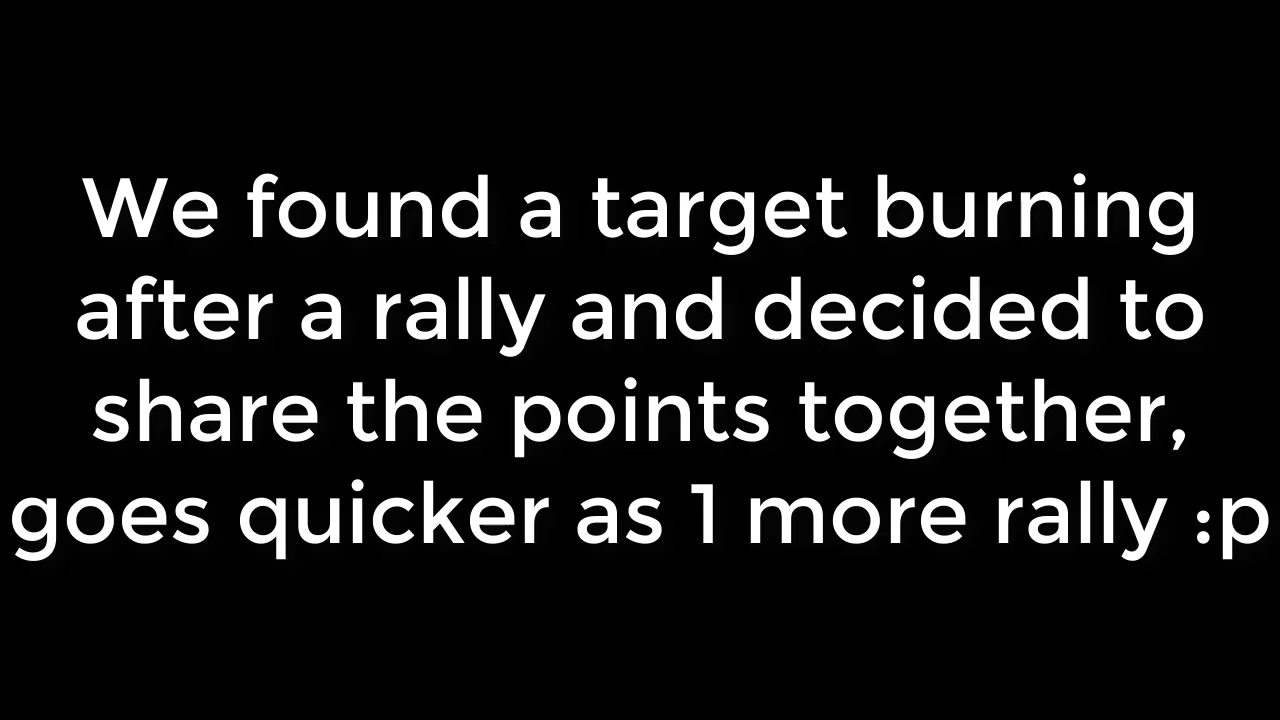 We found a target burning
after a rally and decided to
share the points together,
goes quicker as 1 more rally :p